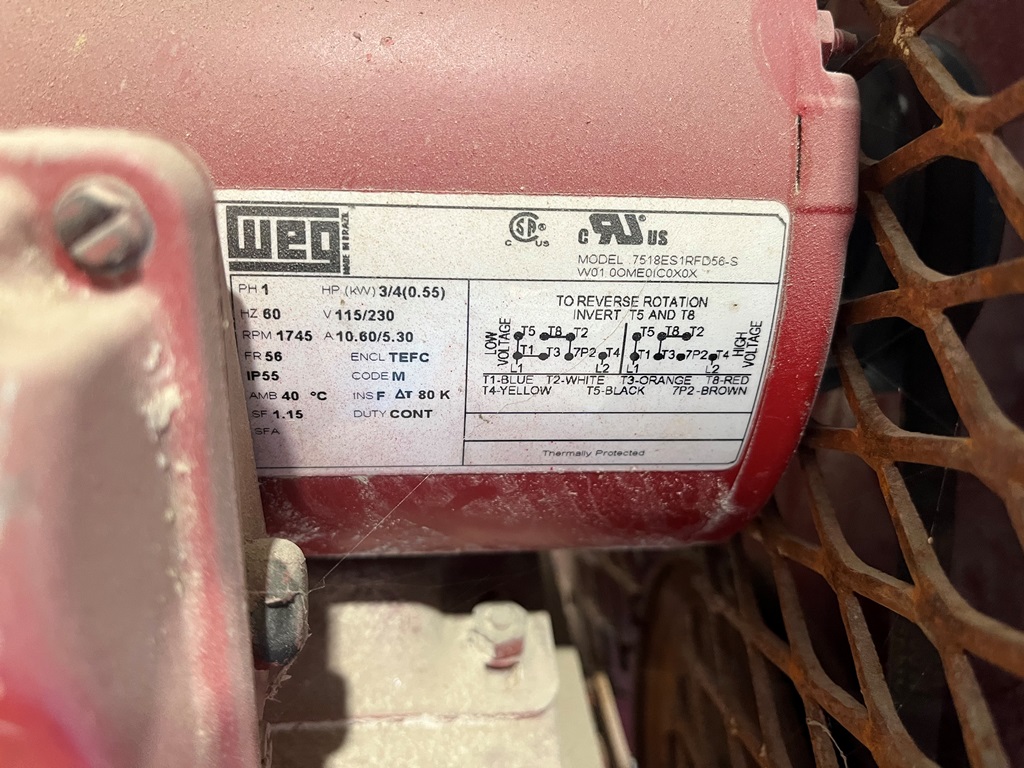 WEG
MADE IN BRAZIL
C SA® US
C RU® US
MODEL 7518ES1RFD56-S
W01.0OME0IC0X0X
PH 1 HP (KW) 3/4(0.55)
HZ 60 V 115/230
RPM 1745 A 10.60/5.30
FR 56 ENCL TEFC
IP55 CODE M
AMB 40 °C INS F ΔT 80 K
SF 1.15 DUTY CONT
SFA
TO REVERSE ROTATION
INVERT T5 AND T8
LOW VOLTAGE
T5 T8 T2
T1 T3 7P2 T4
L1 L2
HIGH VOLTAGE
T5 T8 T2
T1 T3 7P2 T4
L1 L2
T1-BLUE T2-WHITE T3-ORANGE T8-RED
T4-YELLOW T5-BLACK 7P2-BROWN
Thermally Protected